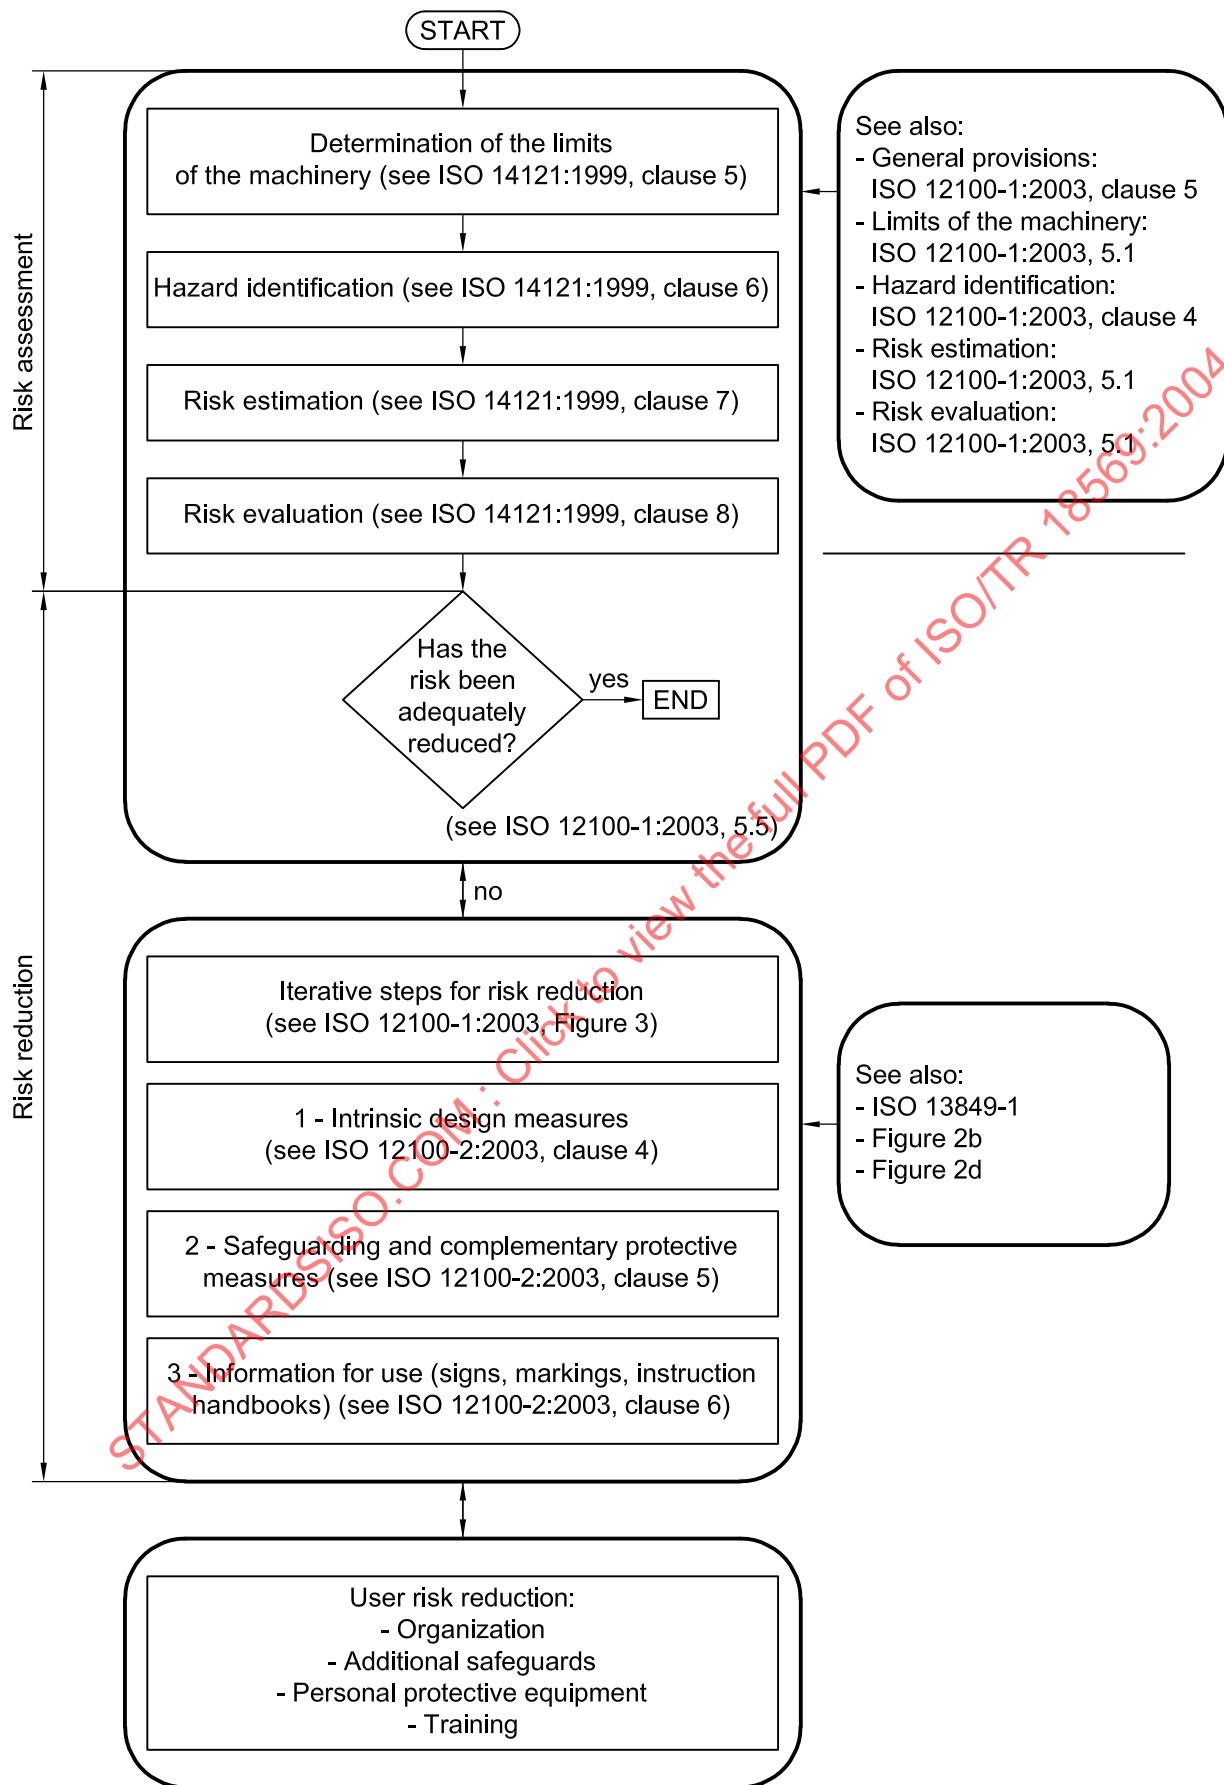 START
Determination of the limits
of the machinery (see ISO 14121:1999, clause 5)
Hazard identification (see ISO 14121:1999, clause 6)
Risk estimation (see ISO 14121:1999, clause 7)
Risk evaluation (see ISO 14121:1999, clause 8)
Has the
risk been
adequately
reduced?
yes
END
(see ISO 12100-1:2003, 5.5)
no
See also:
- General provisions:
ISO 12100-1:2003, clause 5
- Limits of the machinery:
ISO 12100-1:2003, 5.1
- Hazard identification:
ISO 12100-1:2003, clause 4
- Risk estimation:
ISO 12100-1:2003, 5.1
- Risk evaluation:
ISO 12100-1:2003, 5.1
Risk assessment
Risk reduction
Iterative steps for risk reduction
(see ISO 12100-1:2003, Figure 3)
1 - Intrinsic design measures
(see ISO 12100-2:2003, clause 4)
2 - Safeguarding and complementary protective
measures (see ISO 12100-2:2003, clause 5)
3 - Information for use (signs, markings, instruction
handbooks) (see ISO 12100-2:2003, clause 6)
See also:
- ISO 13849-1
- Figure 2b
- Figure 2d
User risk reduction:
- Organization
- Additional safeguards
- Personal protective equipment
- Training
STANDARDSISO.COM : Click to view the full PDF of ISO/TR 18569:2004